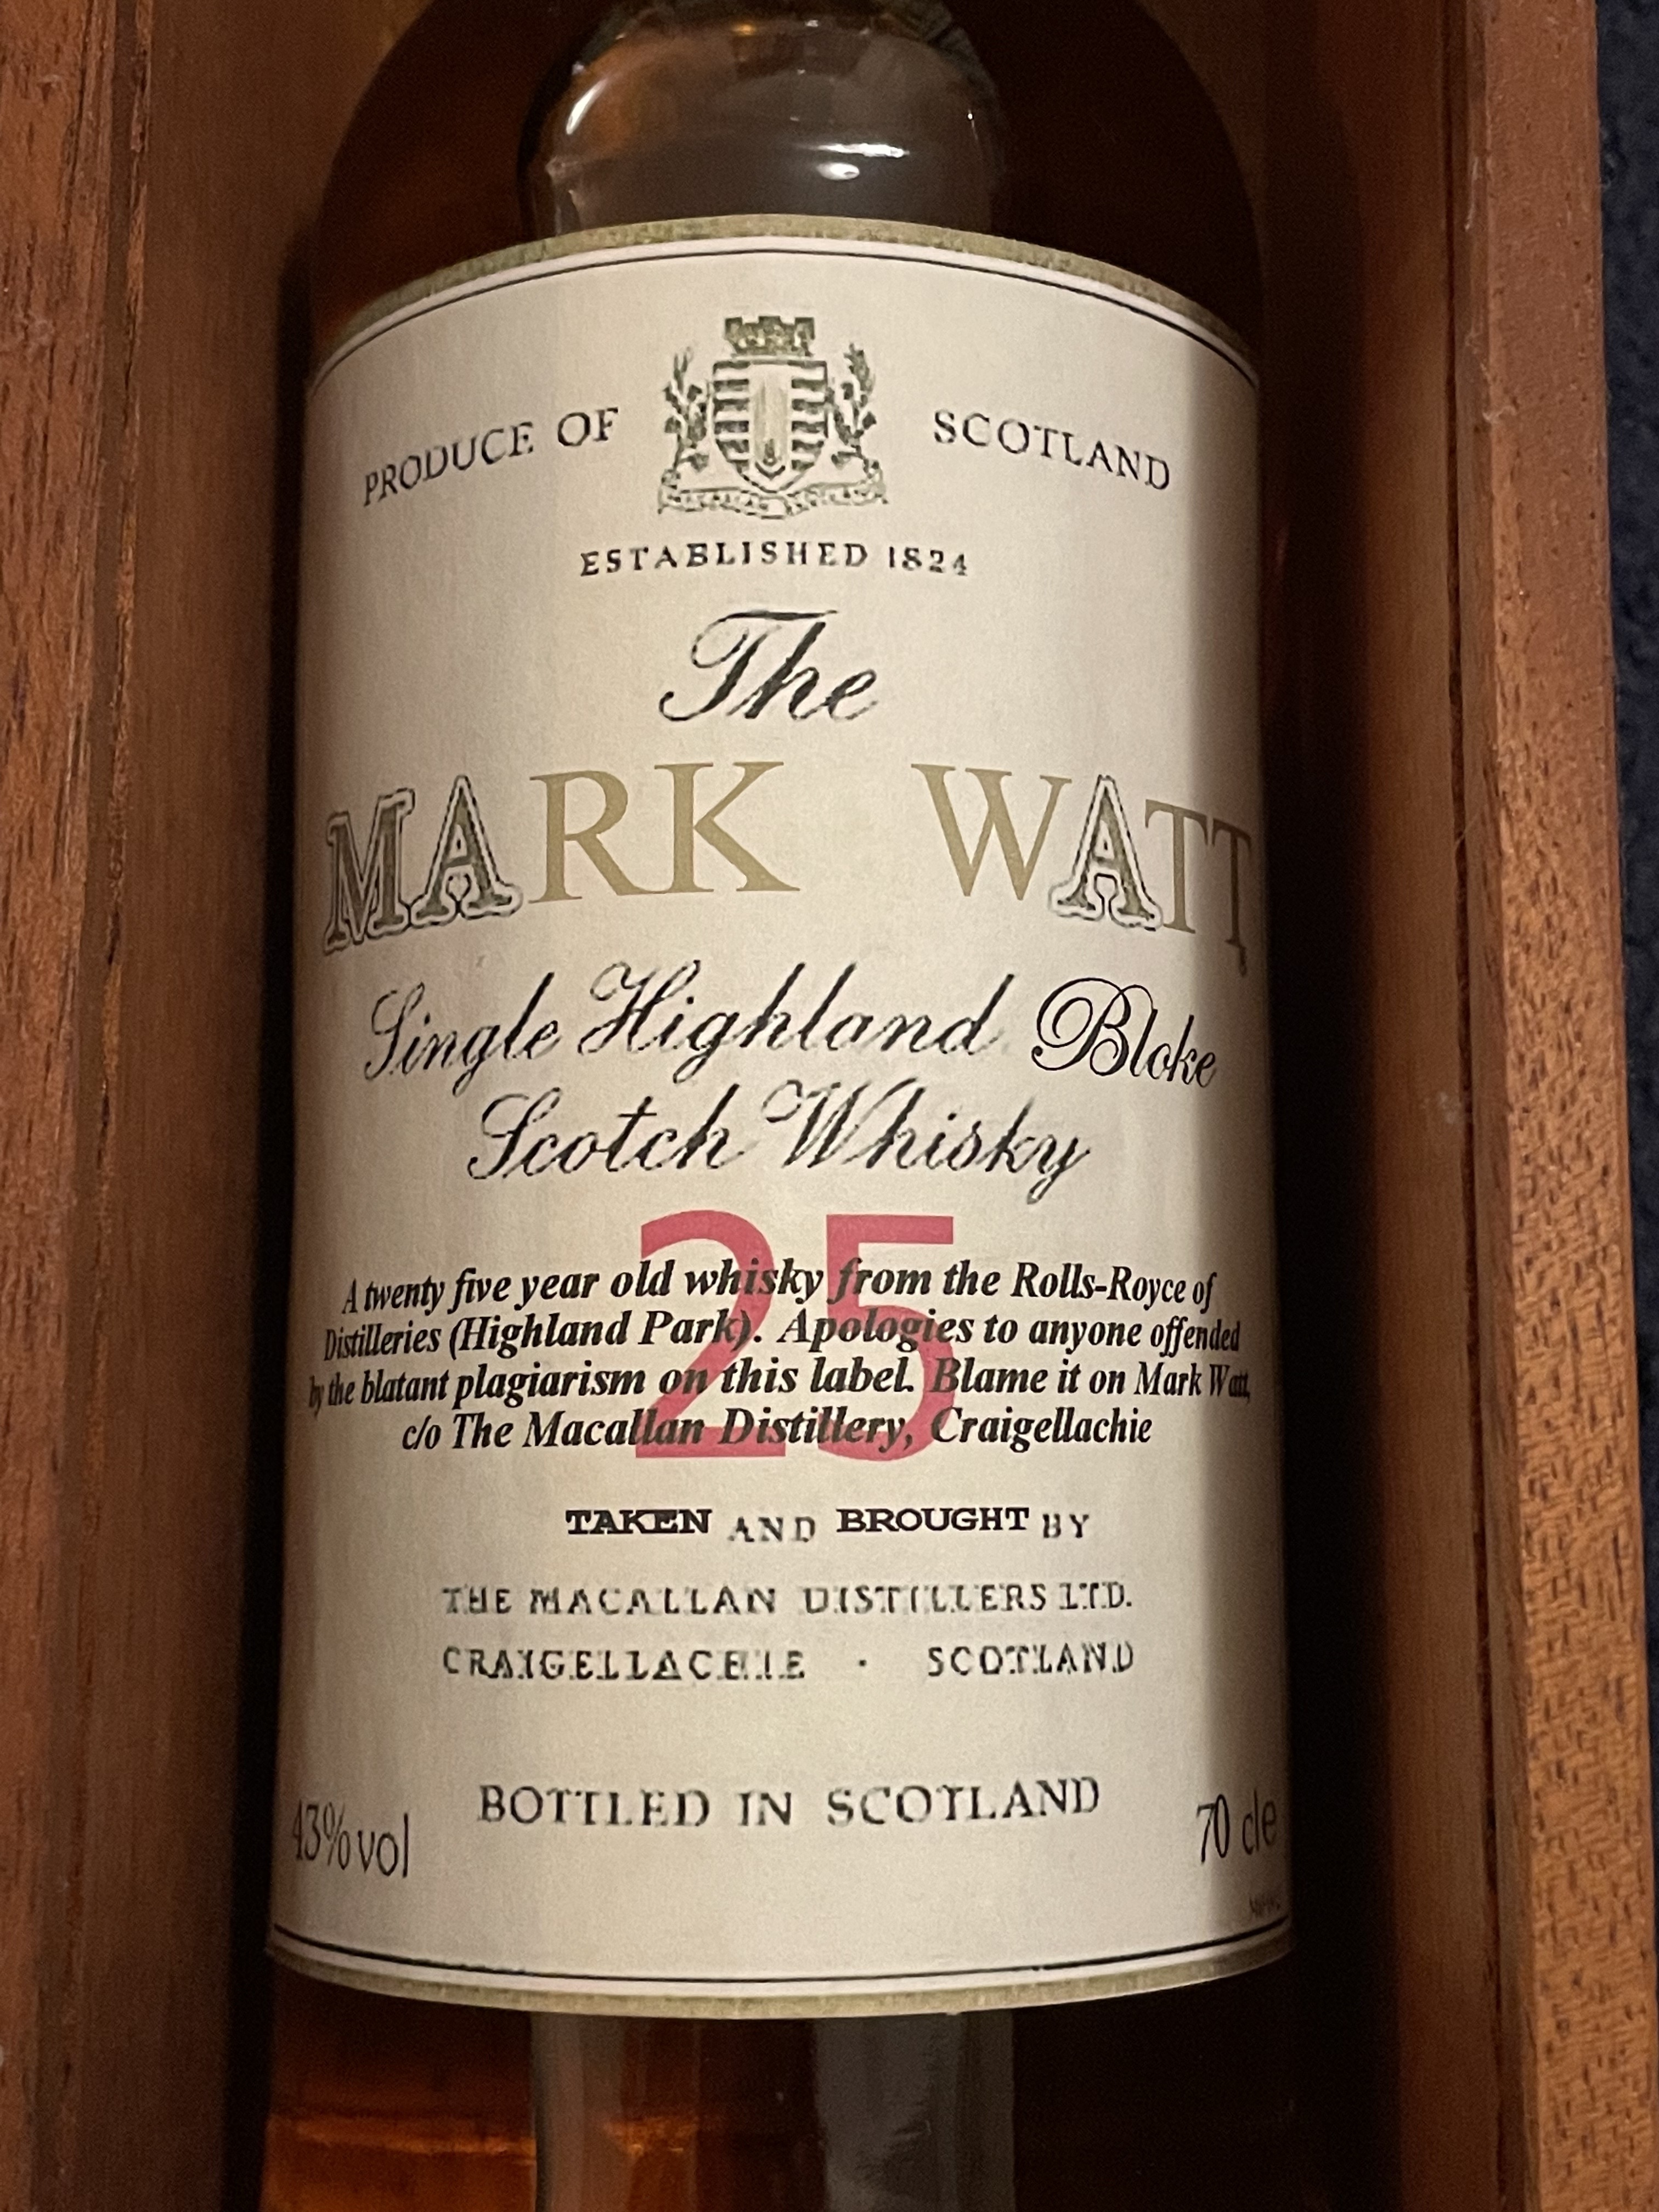 PRODUCE OF SCOTLAND
ESTABLISHED 1824
The
MARK WATT
Single Highland Bloke
Scotch Whisky
25
A twenty five year old whisky from the Rolls-Royce of
Distilleries (Highland Park). Apologies to anyone offended
by the blatant plagiarism on this label. Blame it on Mark Watt,
c/o The Macallan Distillery, Craigellachie
TAKEN AND BROUGHT BY
THE MACALLAN DISTILLERS LTD.
CRAIGELLACHIE · SCOTLAND
BOTTLED IN SCOTLAND
43% vol 70 cle